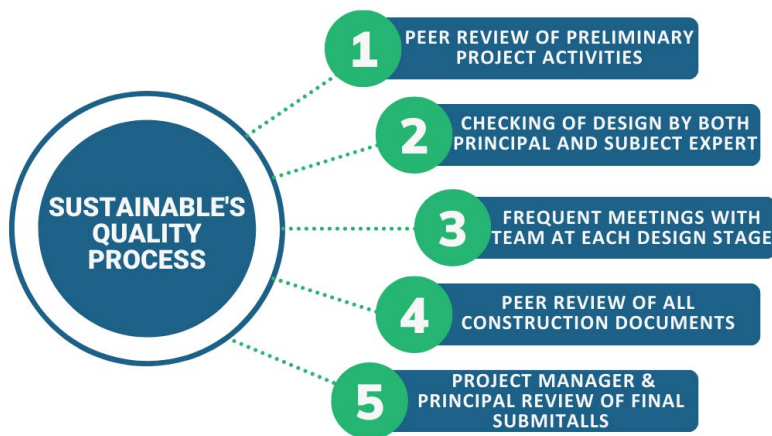 SUSTAINABLE'S
QUALITY
PROCESS
1
PEER REVIEW OF PRELIMINARY
PROJECT ACTIVITIES
2
CHECKING OF DESIGN BY BOTH
PRINCIPAL AND SUBJECT EXPERT
3
FREQUENT MEETINGS WITH
TEAM AT EACH DESIGN STAGE
4
PEER REVIEW OF ALL
CONSTRUCTION DOCUMENTS
5
PROJECT MANAGER &
PRINCIPAL REVIEW OF FINAL
SUBMITALLS